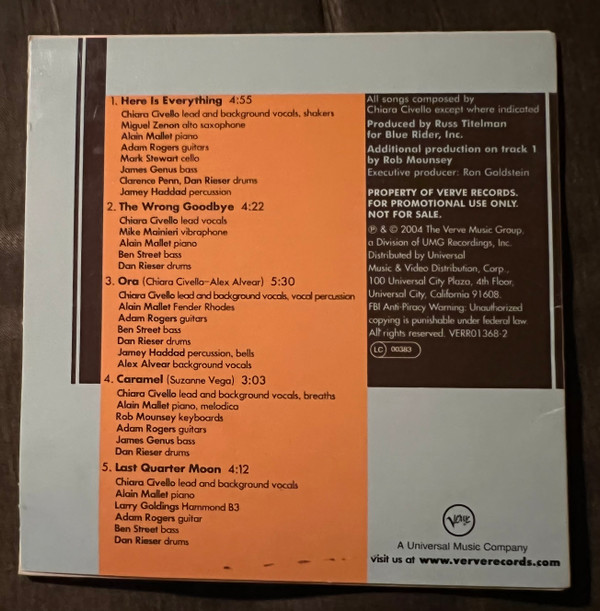 1. Here Is Everything 4:55
Chiara Civello lead and background vocals, shakers
Miguel Zenon alto saxophone
Alain Mallet piano
Adam Rogers guitars
Mark Stewart cello
James Genus bass
Clarence Penn, Dan Rieser drums
Jamey Haddad percussion
2. The Wrong Goodbye 4:22
Chiara Civello lead vocals
Mike Mainieri vibraphone
Alain Mallet piano
Ben Street bass
Dan Rieser drums
3. Ora (Chiara Civello–Alex Alvear) 5:30
Chiara Civello lead and background vocals, vocal percussion
Alain Mallet Fender Rhodes
Adam Rogers guitars
Ben Street bass
Dan Rieser drums
Jamey Haddad percussion, bells
Alex Alvear background vocals
4. Caramel (Suzanne Vega) 3:03
Chiara Civello lead and background vocals, breaths
Alain Mallet piano, melodica
Rob Mounsey keyboards
Adam Rogers guitars
James Genus bass
Dan Rieser drums
5. Last Quarter Moon 4:12
Chiara Civello lead and background vocals
Alain Mallet piano
Larry Goldings Hammond B3
Adam Rogers guitar
Ben Street bass
Dan Rieser drums
All songs composed by
Chiara Civello except where indicated
Produced by Russ Titelman
for Blue Rider, Inc.
Additional production on track 1
by Rob Mounsey
Executive producer: Ron Goldstein
PROPERTY OF VERVE RECORDS.
FOR PROMOTIONAL USE ONLY.
NOT FOR SALE.
℗ & © 2004 The Verve Music Group,
a Division of UMG Recordings, Inc.
Distributed by Universal
Music & Video Distribution, Corp.,
100 Universal City Plaza, 4th Floor,
Universal City, California 91608.
FBI Anti-Piracy Warning: Unauthorized
copying is punishable under federal law.
All rights reserved. VERR01368-2
LC 00383
Verve
A Universal Music Company
visit us at www.ververecords.com